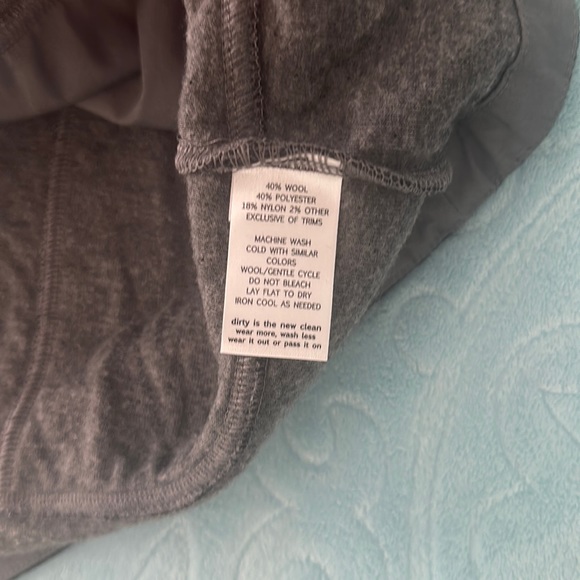 40% WOOL
40% POLYESTER
18% NYLON 2% OTHER
EXCLUSIVE OF TRIMS
MACHINE WASH
COLD WITH SIMILAR
COLORS
WOOL/GENTLE CYCLE
DO NOT BLEACH
LAY FLAT TO DRY
IRON COOL AS NEEDED
dirty is the new clean
wear more, wash less
wear it out or pass it on